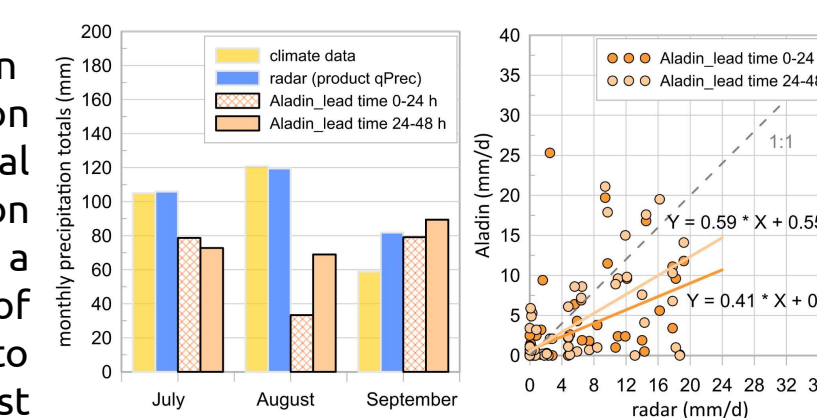 n
on
al
on
a
of
to
st
200
180
160
140
120
100
80
60
40
20
0
monthly precipitation totals (mm)
climate data
radar (product qPrec)
Aladin_lead time 0-24 h
Aladin_lead time 24-48 h
July
August
September
40
35
30
25
20
15
10
5
0
Aladin (mm/d)
Aladin_lead time 0-24
Aladin_lead time 24-48
1:1
Y = 0.59 * X + 0.55
Y = 0.41 * X + 0.
0 4 8 12 16 20 24 28 32 3
radar (mm/d)